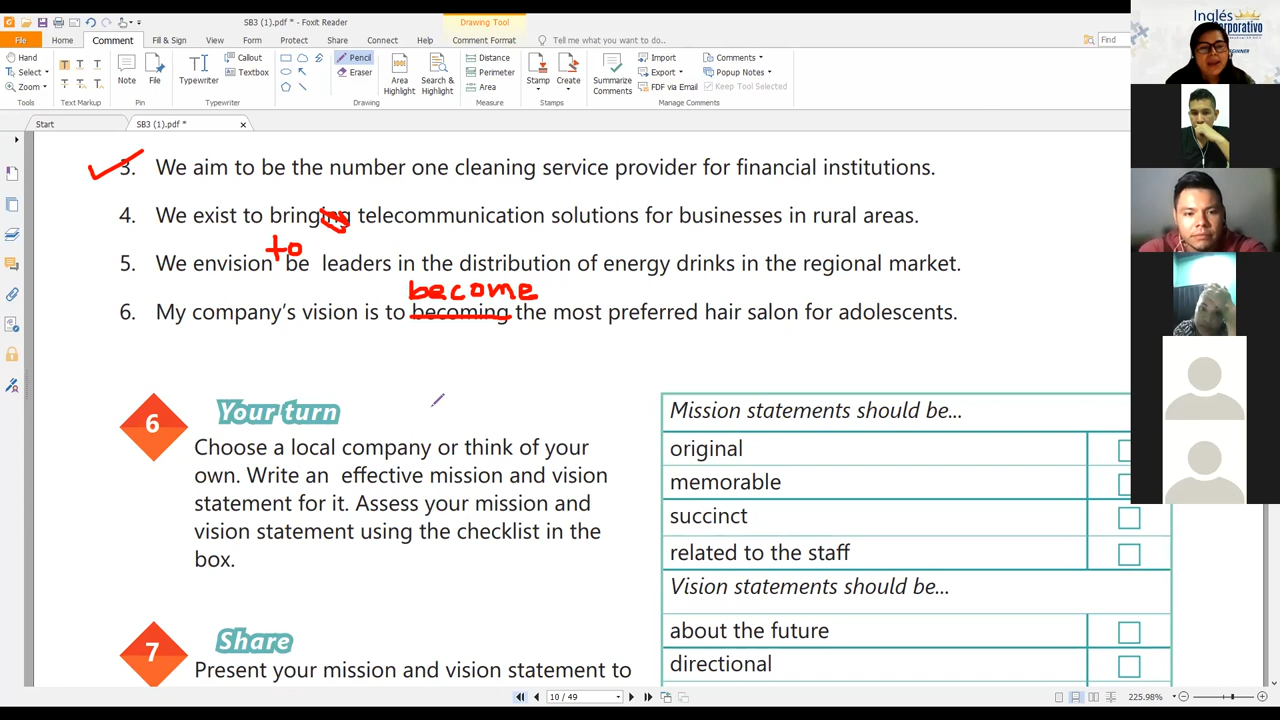 SB3 (1).pdf * - Foxit Reader
Drawing Tool
File Home Comment Fill & Sign View Form Protect Share Connect Help Comment Format Tell me what you want to do... Find
Hand
Select
Zoom
Tools
Text Markup
Note
File
Pin
Typewriter
Callout
Textbox
Typewriter
Pencil
Eraser
Drawing
Area Highlight
Search & Highlight
Distance
Perimeter
Area
Measure
Stamp
Create
Stamps
Summarize Comments
Import
Export
FDF via Email
Comments
Popup Notes
Keep Tool Selected
Manage Comments
Start
SB3 (1).pdf *
3. We aim to be the number one cleaning service provider for financial institutions.
4. We exist to bringing telecommunication solutions for businesses in rural areas.
to
5. We envision be leaders in the distribution of energy drinks in the regional market.
become
6. My company's vision is to becoming the most preferred hair salon for adolescents.
6 Your turn
Choose a local company or think of your
own. Write an effective mission and vision
statement for it. Assess your mission and
vision statement using the checklist in the
box.
Mission statements should be...
original
memorable
succinct
related to the staff
Vision statements should be...
about the future
directional
7 Share
Present your mission and vision statement to
10 / 49
225.98%
Inglés